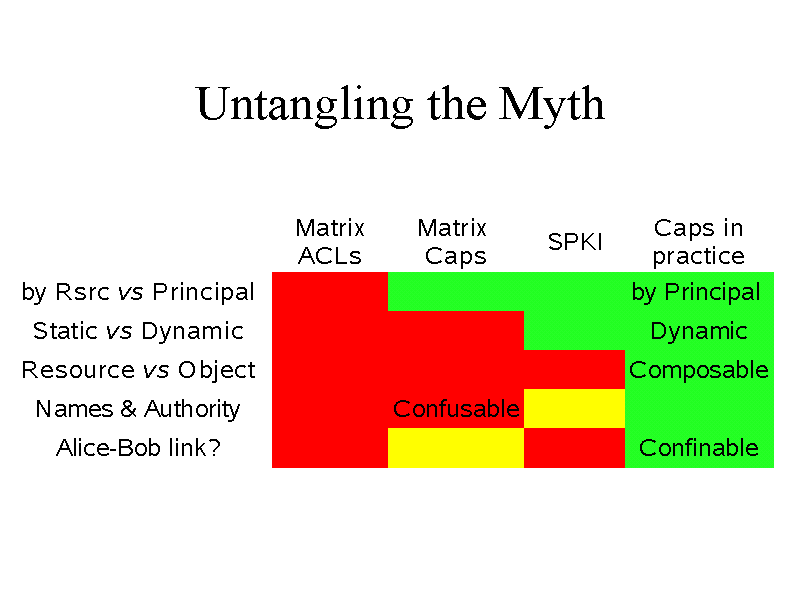 Untangling the Myth
Matrix ACLs
Matrix Caps
SPKI
Caps in practice
by Rsrc vs Principal
by Principal
Static vs Dynamic
Dynamic
Resource vs Object
Composable
Names & Authority
Confusable
Alice-Bob link?
Confinable